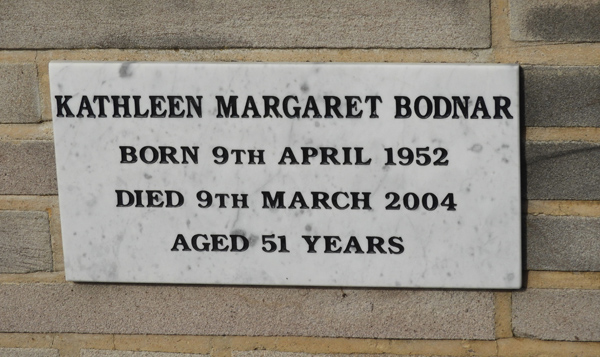 KATHLEEN MARGARET BODNAR
BORN 9TH APRIL 1952
DIED 9TH MARCH 2004
AGED 51 YEARS